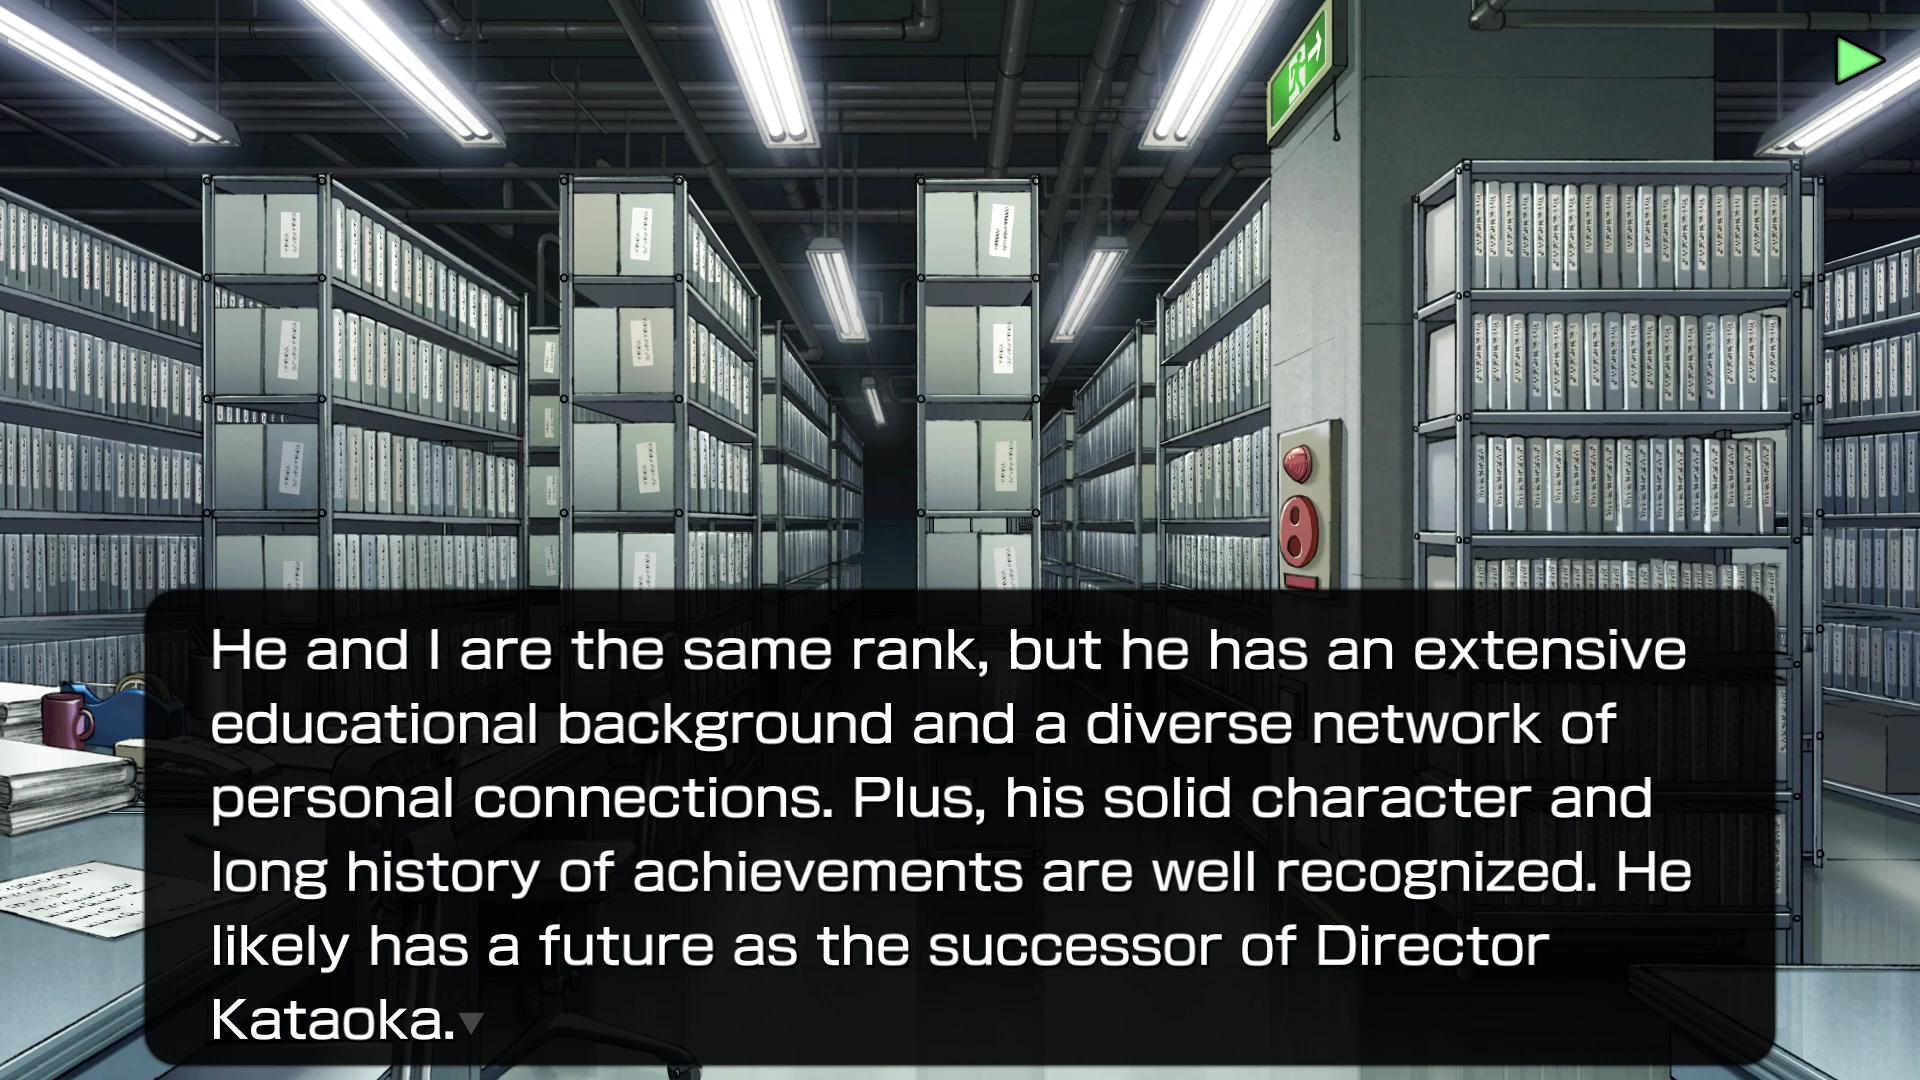 He and I are the same rank, but he has an extensive
educational background and a diverse network of
personal connections. Plus, his solid character and
long history of achievements are well recognized. He
likely has a future as the successor of Director
Kataoka.